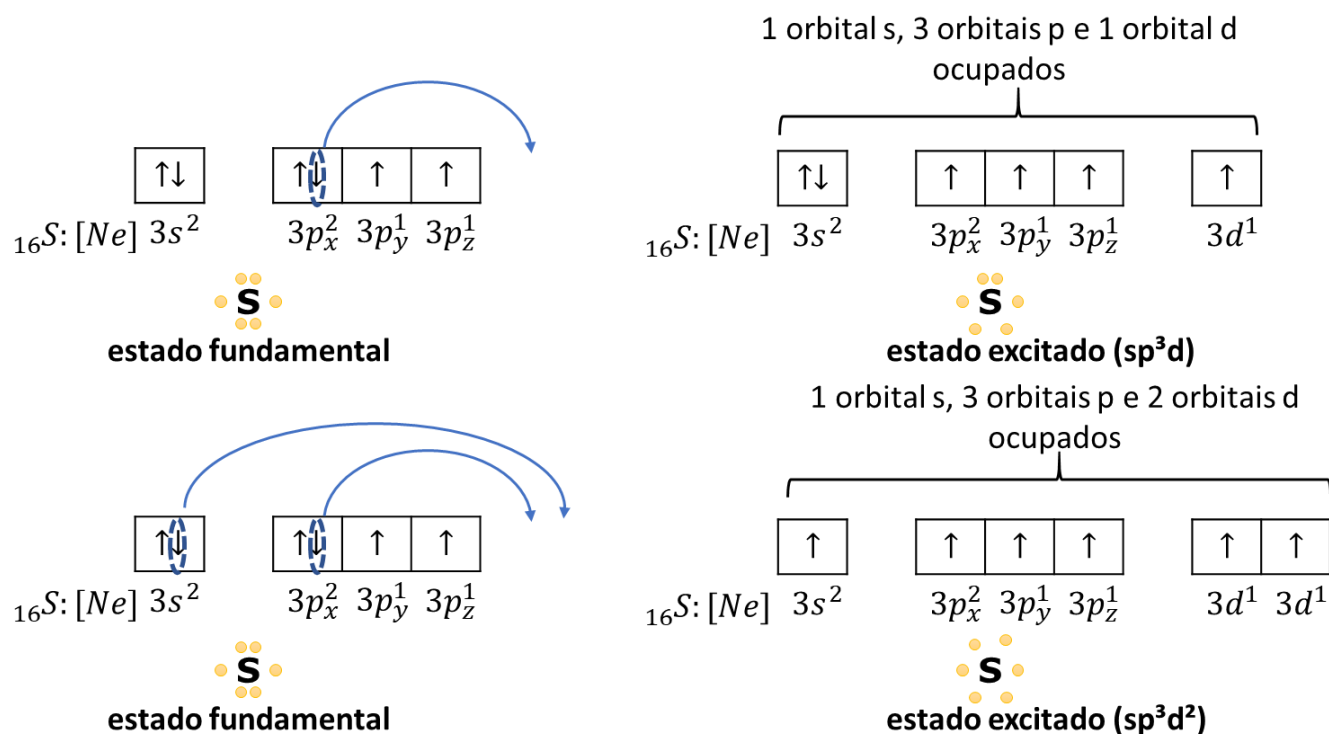 1 orbital s, 3 orbitais p e 1 orbital d
ocupados
↑↓ ↑↓ ↑ ↑
₁₆S: [Ne] 3s² 3pₓ² 3p_y¹ 3p_z¹
S
estado fundamental
↑↓ ↑ ↑ ↑ ↑
₁₆S: [Ne] 3s² 3pₓ² 3p_y¹ 3p_z¹ 3d¹
S
estado excitado (sp³d)
1 orbital s, 3 orbitais p e 2 orbitais d
ocupados
↑↓ ↑↓ ↑ ↑
₁₆S: [Ne] 3s² 3pₓ² 3p_y¹ 3p_z¹
S
estado fundamental
↑ ↑ ↑ ↑ ↑ ↑
₁₆S: [Ne] 3s² 3pₓ² 3p_y¹ 3p_z¹ 3d¹ 3d¹
S
estado excitado (sp³d²)